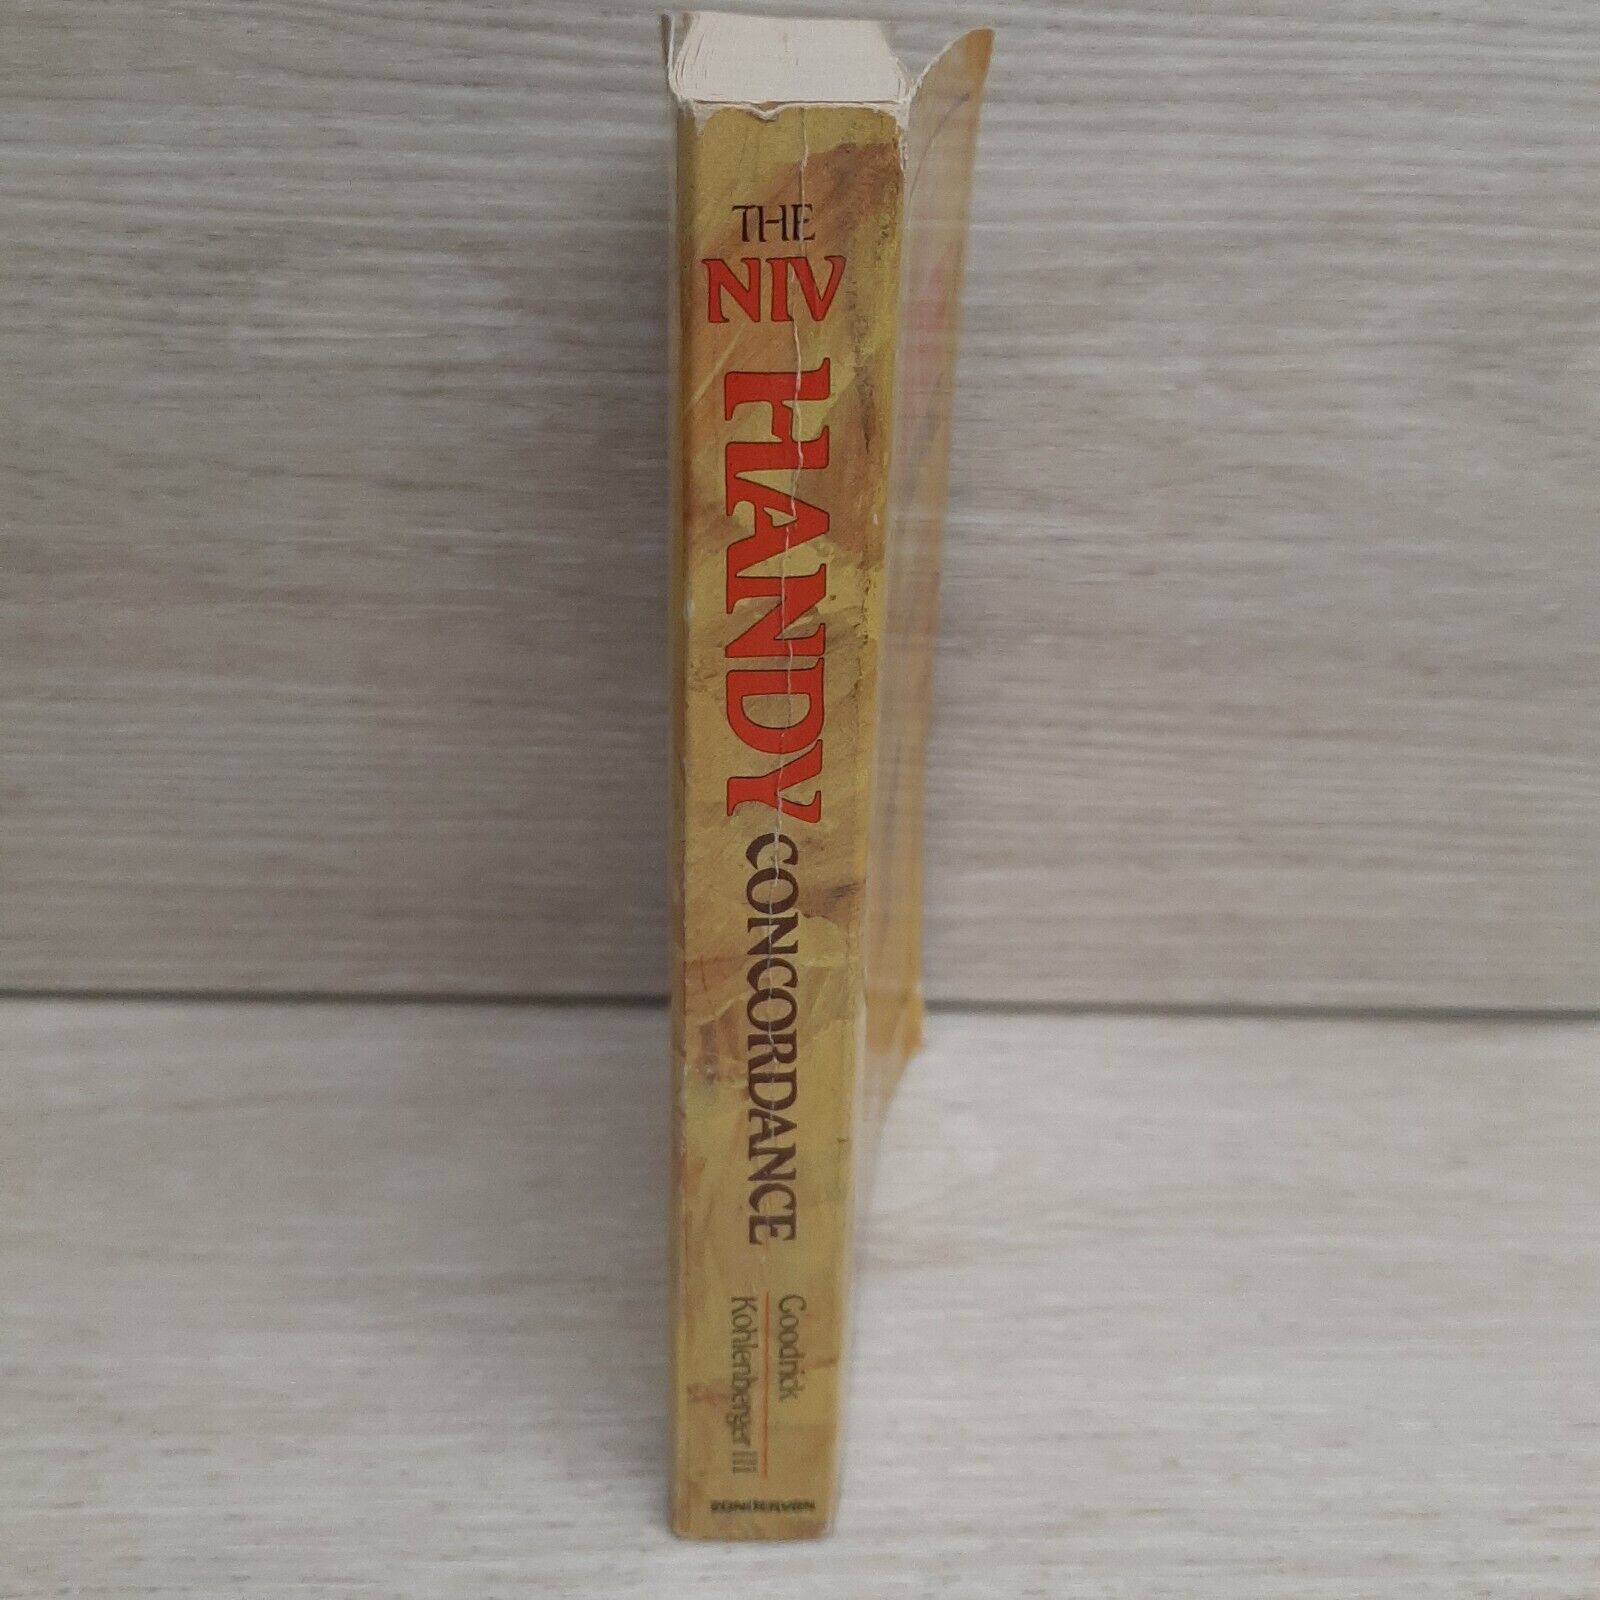 THE
NIV
HANDY
CONCORDANCE
Goodrick
Kohlenberger III
ZONDERVAN